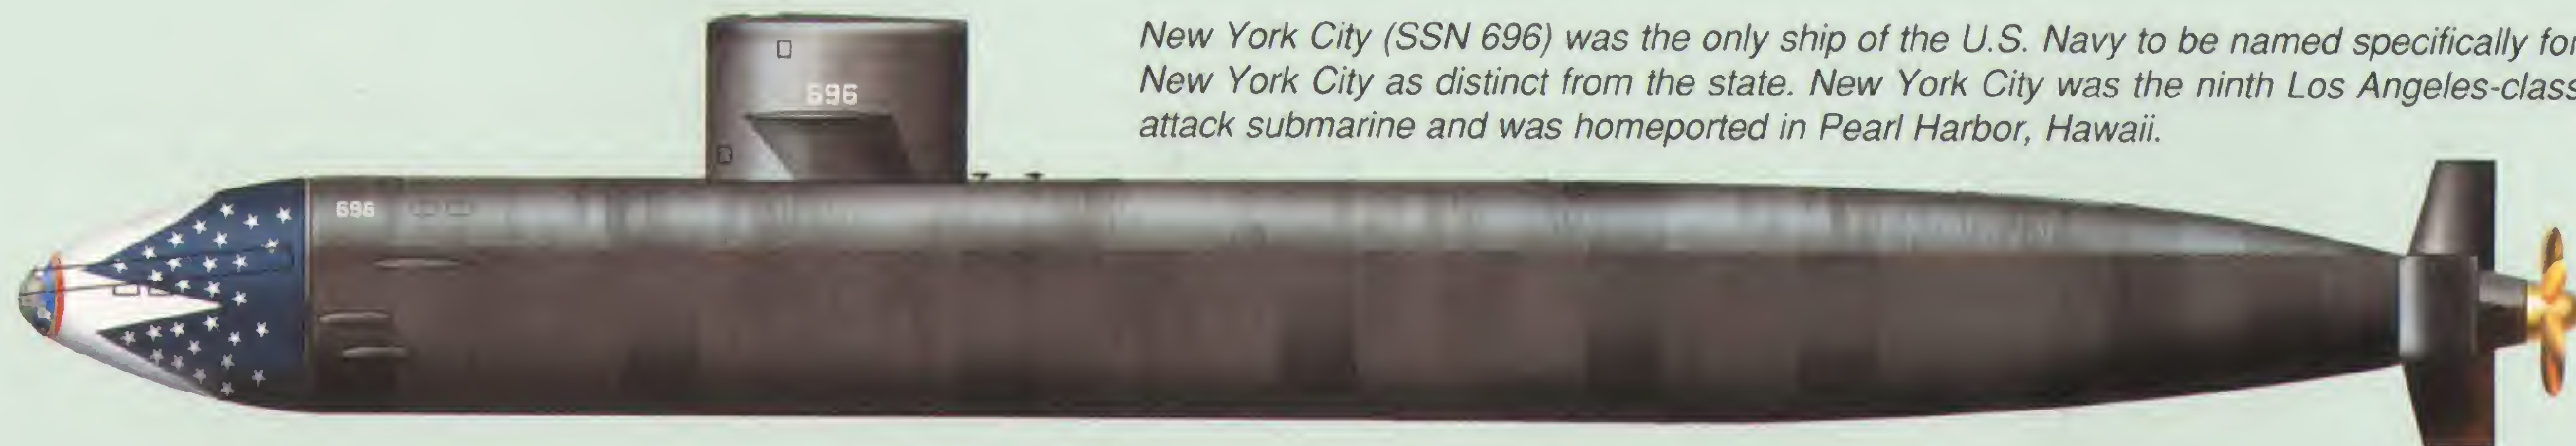 New York City (SSN 696) was the only ship of the U.S. Navy to be named specifically for
New York City as distinct from the state. New York City was the ninth Los Angeles-class
attack submarine and was homeported in Pearl Harbor, Hawaii.
696
696